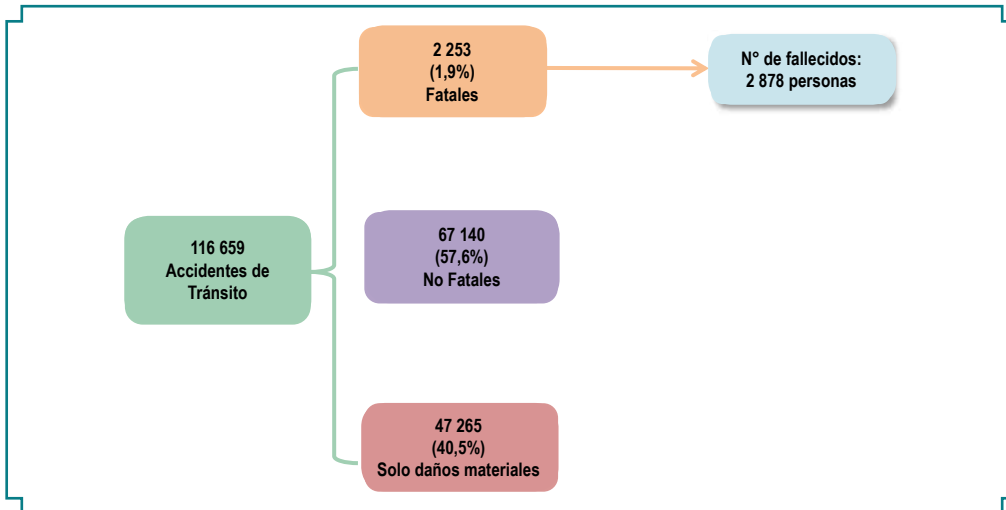 2 253
(1,9%)
Fatales
N° de fallecidos:
2 878 personas
116 659
Accidentes de
Tránsito
67 140
(57,6%)
No Fatales
47 265
(40,5%)
Solo daños materiales